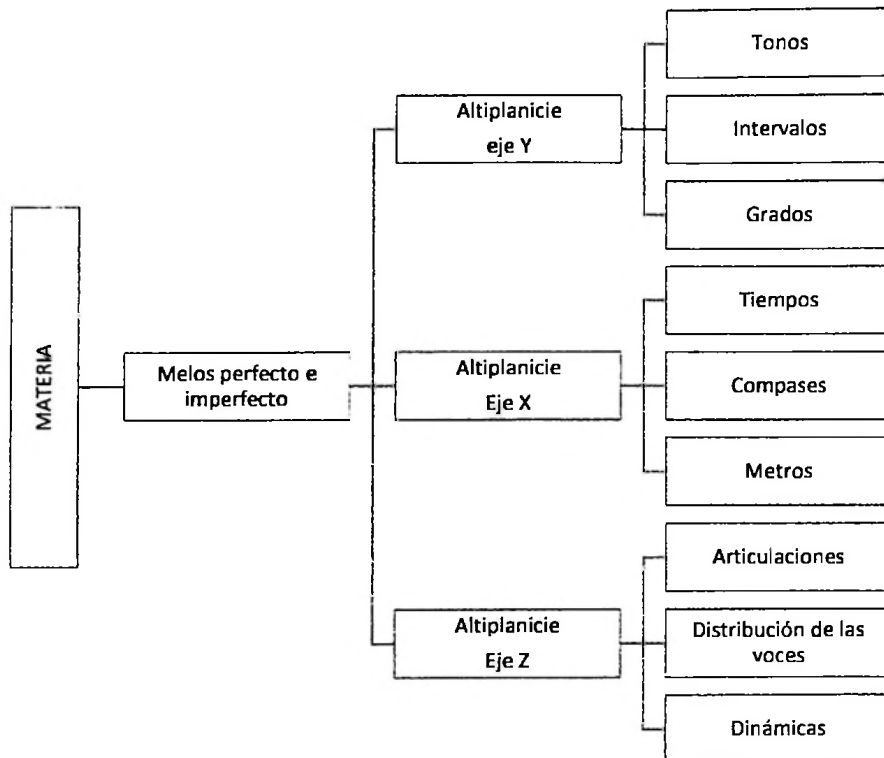 MATERIA
Melos perfecto e
imperfecto
Altiplanicie
eje Y
Tonos
Intervalos
Grados
Altiplanicie
Eje X
Tiempos
Compases
Metros
Altiplanicie
Eje Z
Articulaciones
Distribución de las
voces
Dinámicas